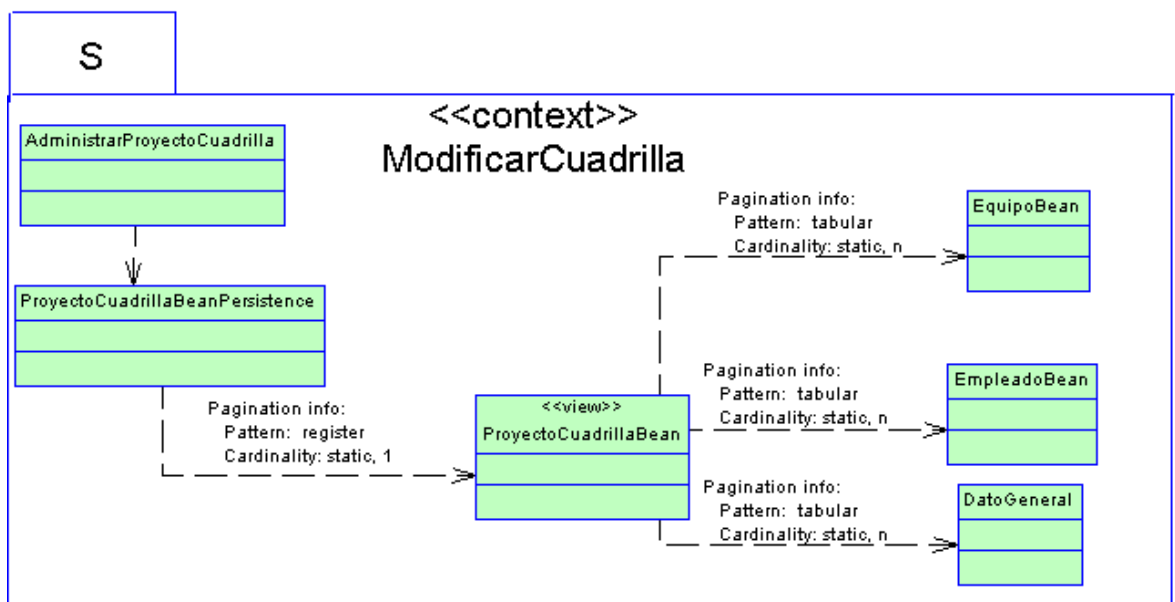 S
<<context>>
ModificarCuadrilla
AdministrarProyectoCuadrilla
ProyectoCuadrillaBeanPersistence
Pagination info:
Pattern: register
Cardinality: static, 1
<<view>>
ProyectoCuadrillaBean
Pagination info:
Pattern: tabular
Cardinality: static, n
EquipoBean
Pagination info:
Pattern: tabular
Cardinality: static, n
EmpleadoBean
Pagination info:
Pattern: tabular
Cardinality: static, n
DatoGeneral